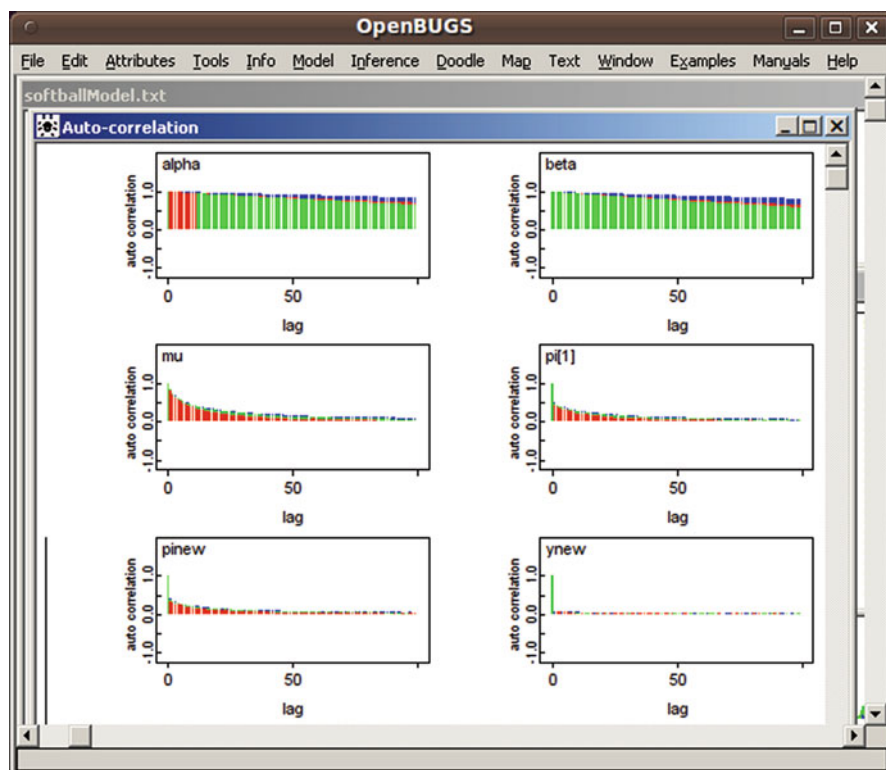 OpenBUGS
File Edit Attributes Tools Info Model Inference Doodle Map Text Window Examples Manuals Help
softballModel.txt
Auto-correlation
alpha
auto correlation
-1.0 0.0 1.0
0 50
lag
beta
auto correlation
-1.0 0.0 1.0
0 50
lag
mu
auto correlation
-1.0 0.0 1.0
0 50
lag
pi[1]
auto correlation
-1.0 0.0 1.0
0 50
lag
pinew
auto correlation
-1.0 0.0 1.0
0 50
lag
ynew
auto correlation
-1.0 0.0 1.0
0 50
lag